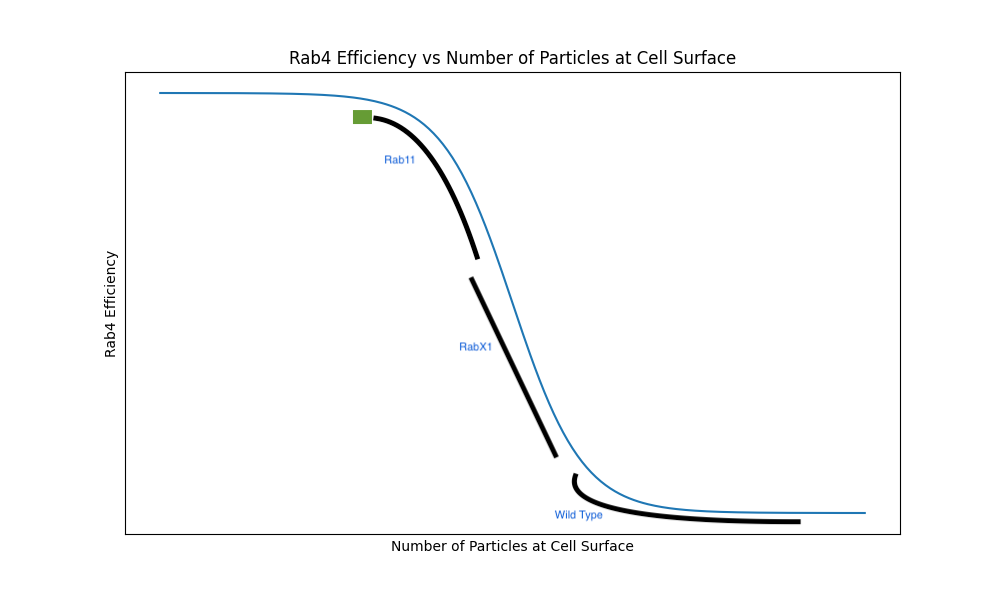 Rab4 Efficiency vs Number of Particles at Cell Surface
Rab11
Rab4 Efficiency
RabX1
Wild Type
Number of Particles at Cell Surface